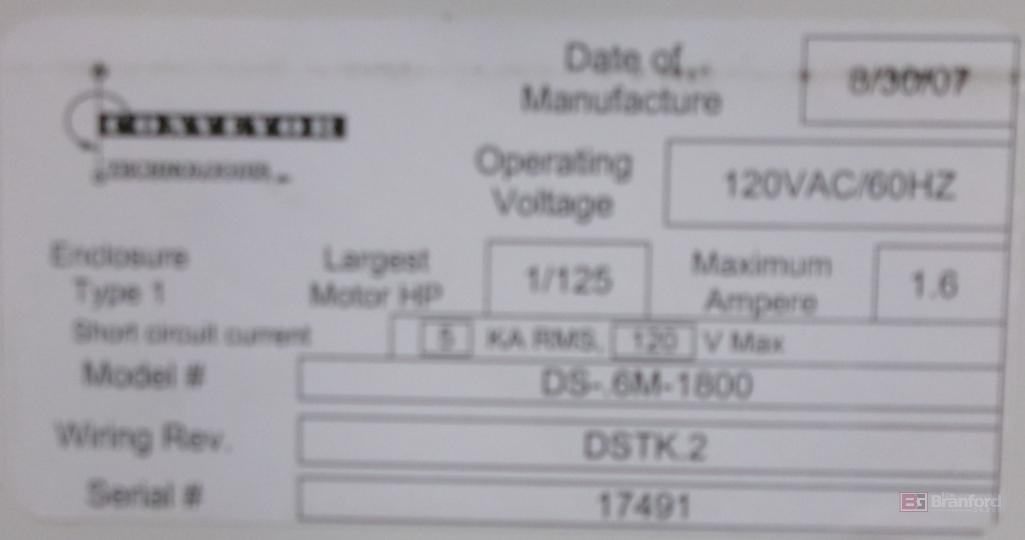 Date of
Manufacture
8/30/07
CONVEYOR
TECHNOLOGIES
Operating
Voltage
120VAC/60HZ
Enclosure
Type 1
Largest
Motor HP
1/125
Maximum
Ampere
1.6
Short circuit current 5 KA RMS, 120 V Max
Model # DS-.6M-1800
Wiring Rev. DSTK.2
Serial # 17491
Branford